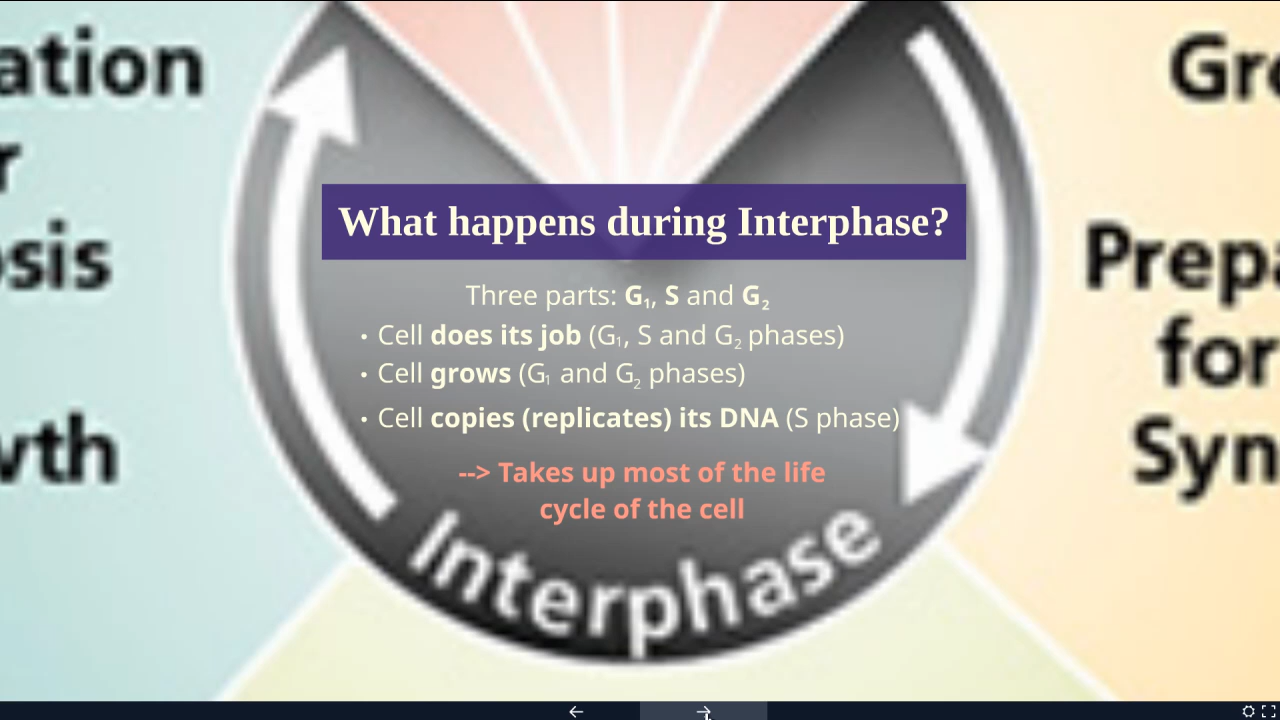 ation
Gr
r
What happens during Interphase?
osis
Prep
Three parts: G₁, S and G₂
• Cell does its job (G₁, S and G₂ phases)
for
• Cell grows (G₁ and G₂ phases)
• Cell copies (replicates) its DNA (S phase)
wth
Syn
--> Takes up most of the life
cycle of the cell
Interphase